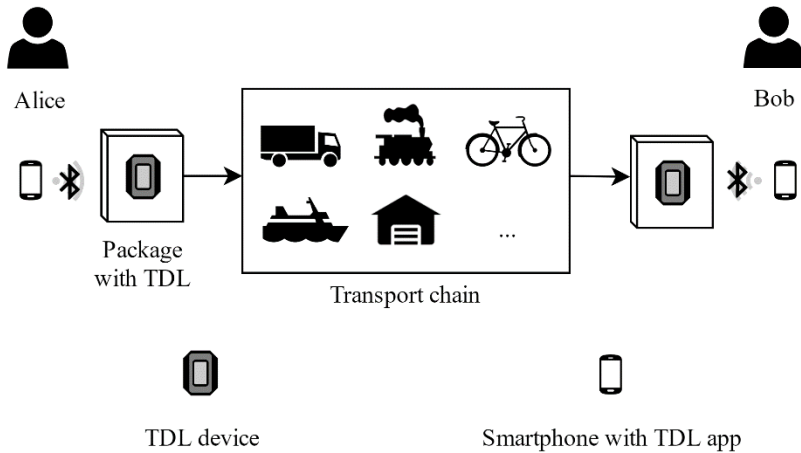 Alice
Bob
Package
with TDL
...
Transport chain
TDL device
Smartphone with TDL app